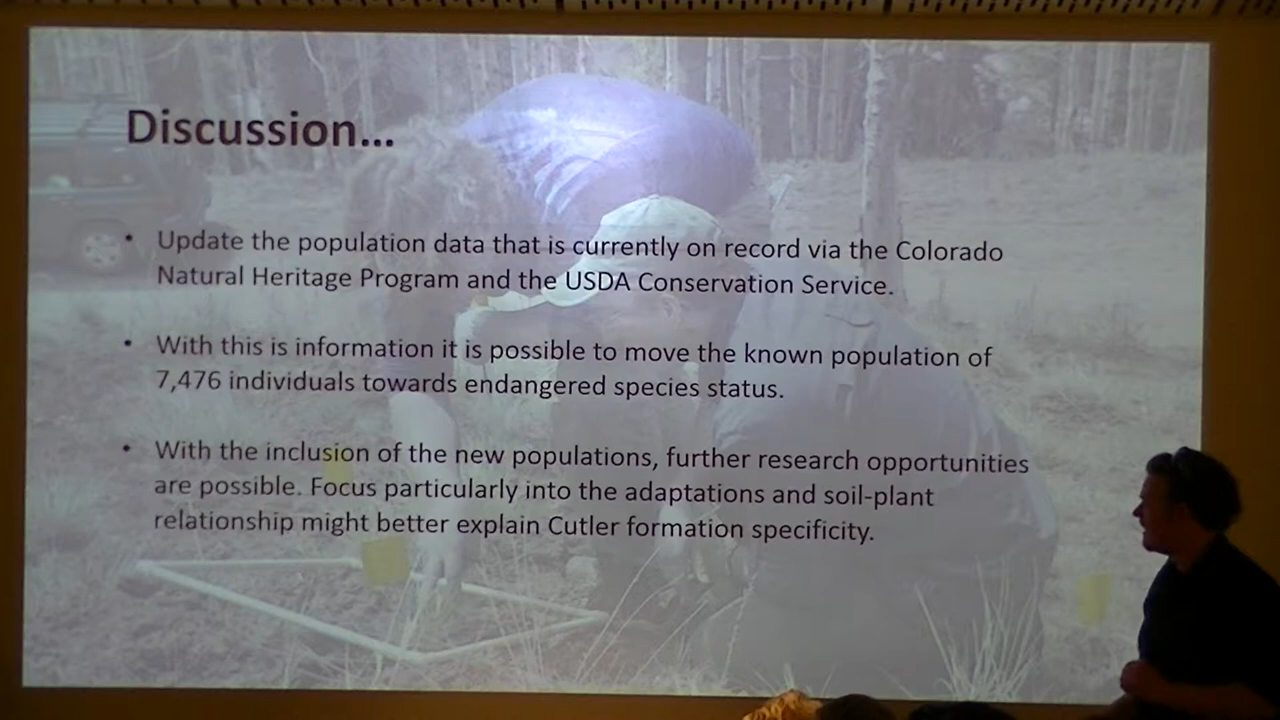 Discussion...
• Update the population data that is currently on record via the Colorado
Natural Heritage Program and the USDA Conservation Service.
• With this is information it is possible to move the known population of
7,476 individuals towards endangered species status.
• With the inclusion of the new populations, further research opportunities
are possible. Focus particularly into the adaptations and soil-plant
relationship might better explain Cutler formation specificity.